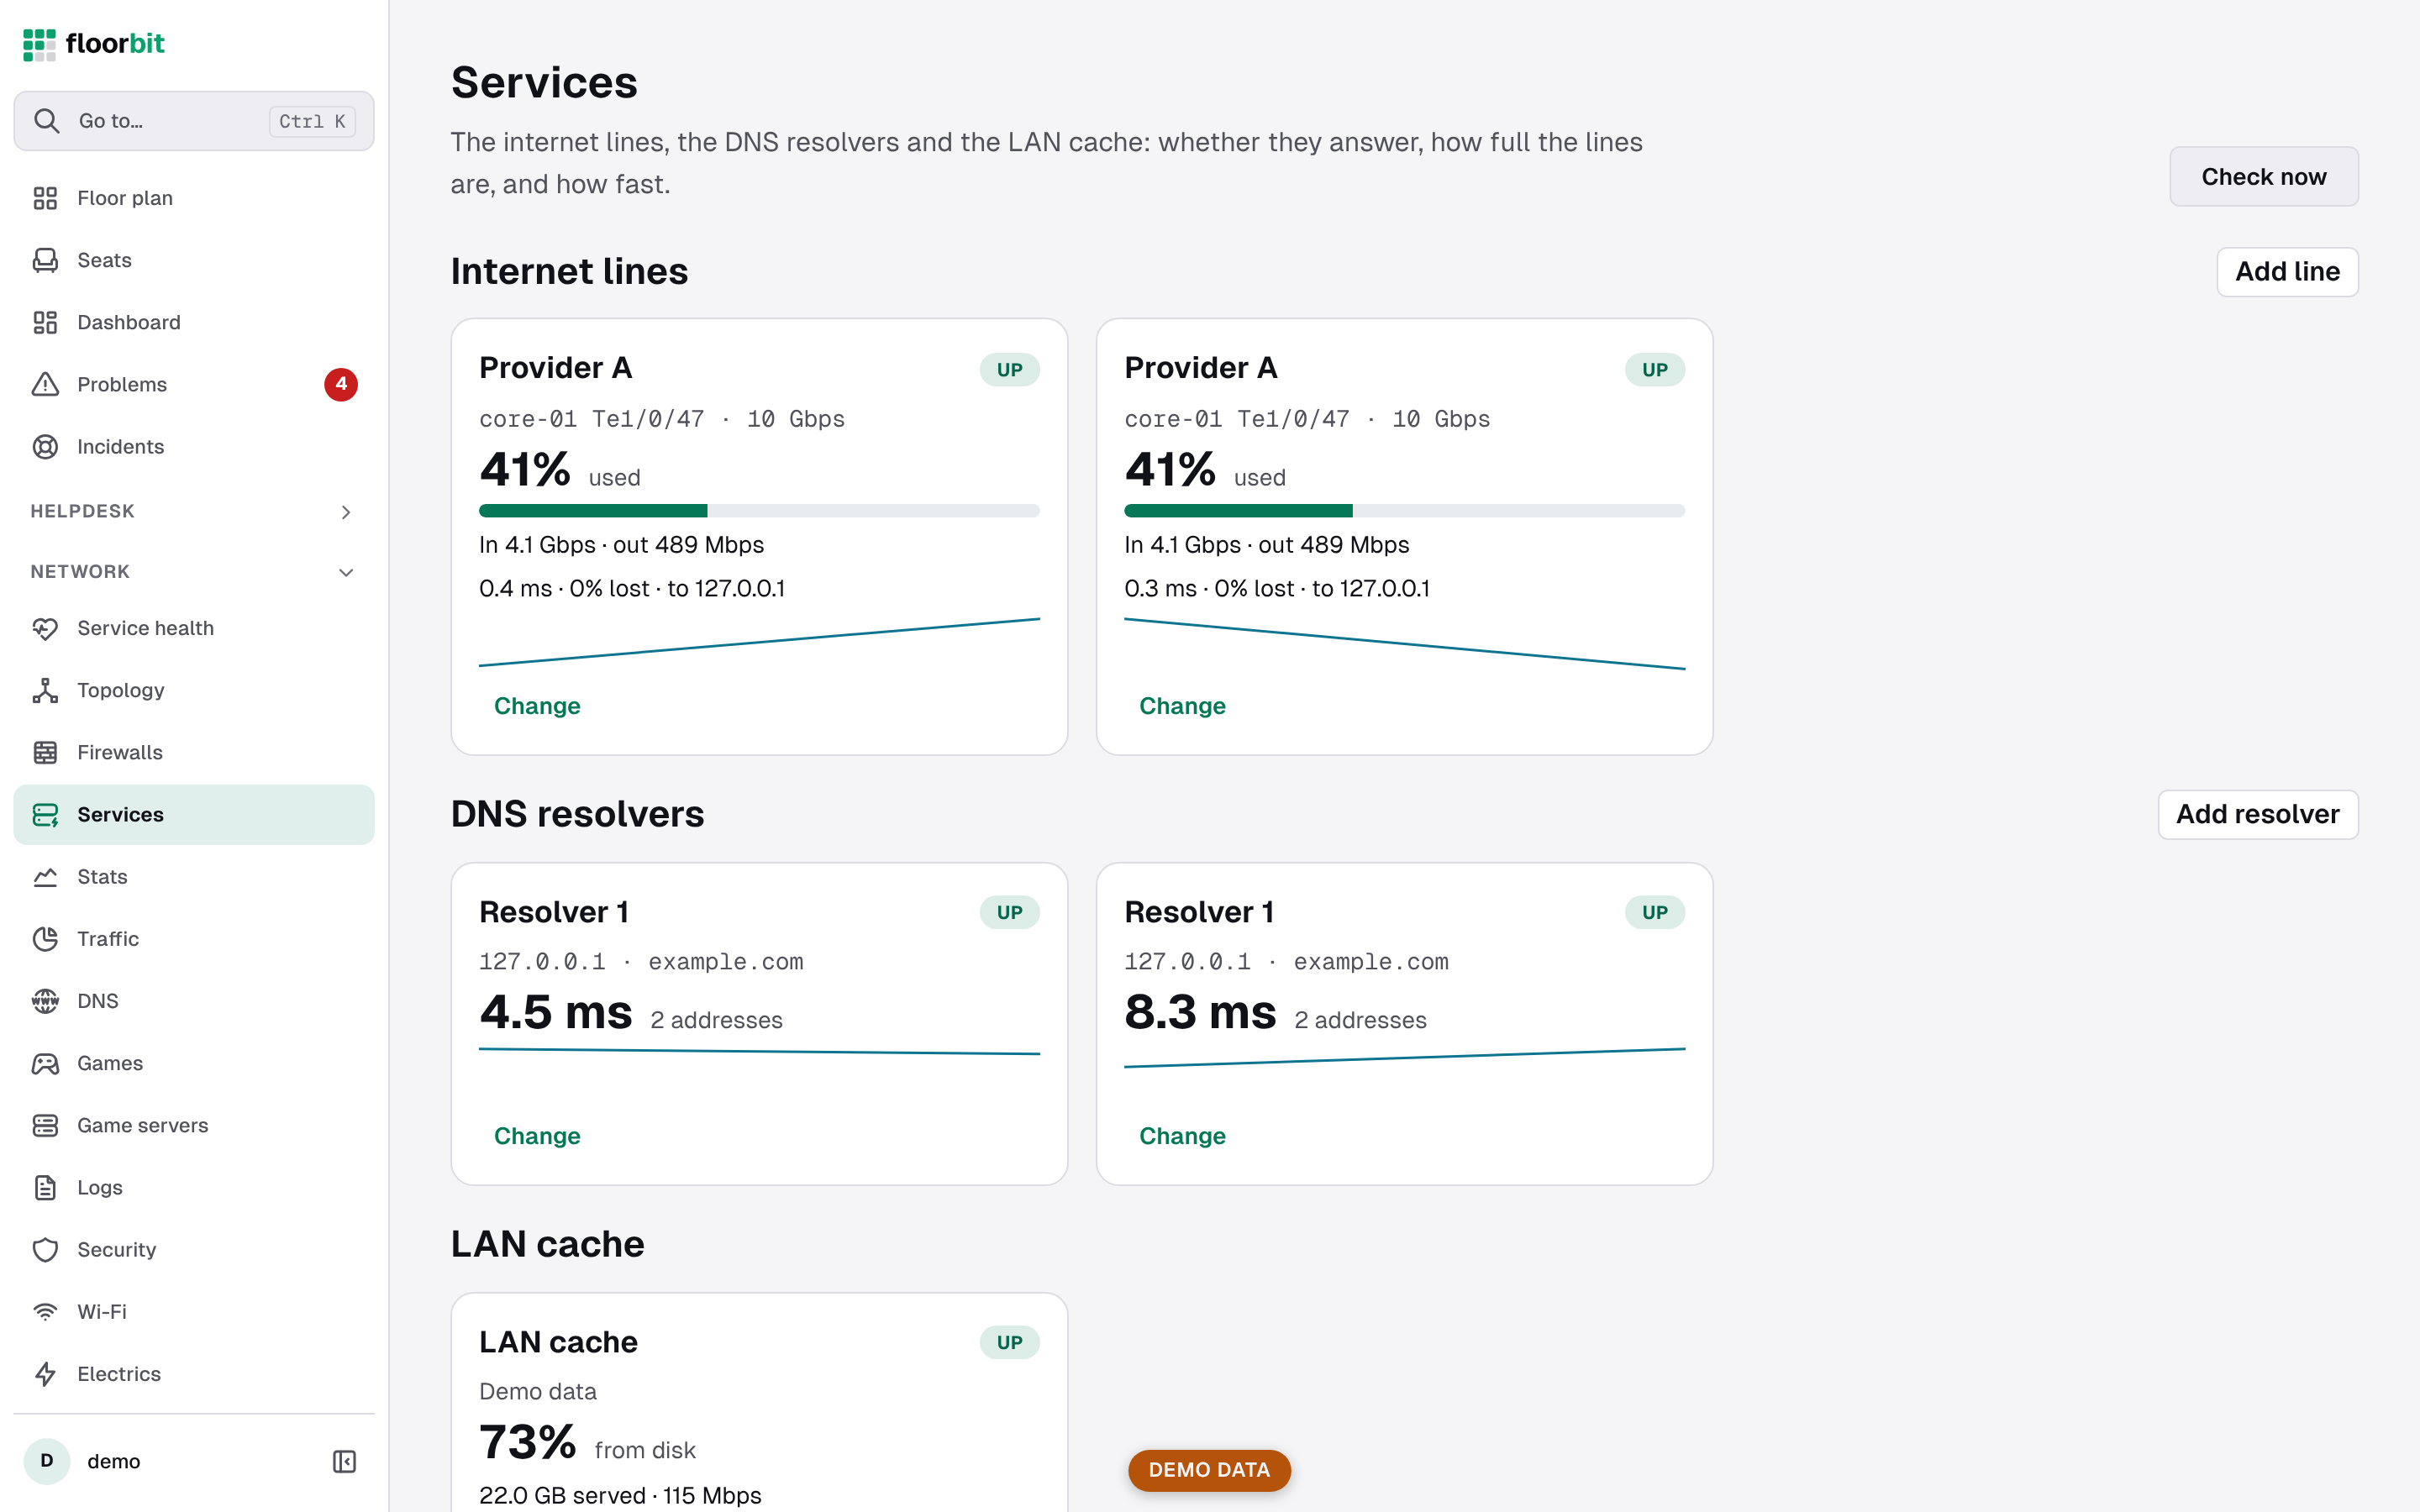 floorbit
Go to...
Ctrl K
Floor plan
Seats
Dashboard
Problems
4
Incidents
HELPDESK
NETWORK
Service health
Topology
Firewalls
Services
Stats
Traffic
DNS
Games
Game servers
Logs
Security
Wi-Fi
Electrics
D
demo
Services
The internet lines, the DNS resolvers and the LAN cache: whether they answer, how full the lines
are, and how fast.
Check now
Internet lines
Add line
Provider A
UP
core-01 Te1/0/47 · 10 Gbps
41% used
In 4.1 Gbps · out 489 Mbps
0.4 ms · 0% lost · to 127.0.0.1
Change
Provider A
UP
core-01 Te1/0/47 · 10 Gbps
41% used
In 4.1 Gbps · out 489 Mbps
0.3 ms · 0% lost · to 127.0.0.1
Change
DNS resolvers
Add resolver
Resolver 1
UP
127.0.0.1 · example.com
4.5 ms 2 addresses
Change
Resolver 1
UP
127.0.0.1 · example.com
8.3 ms 2 addresses
Change
LAN cache
LAN cache
UP
Demo data
73% from disk
22.0 GB served · 115 Mbps
DEMO DATA